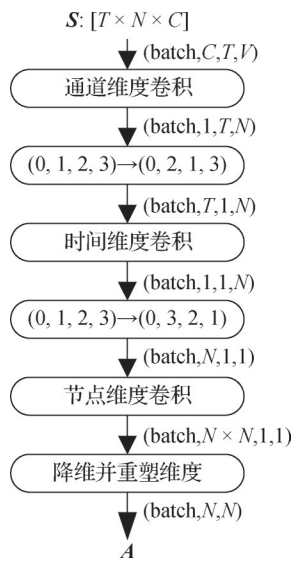 S: [T × N × C]
(batch,C,T,V)
通道维度卷积
(batch,1,T,N)
(0, 1, 2, 3)→(0, 2, 1, 3)
(batch,T,1,N)
时间维度卷积
(batch,1,1,N)
(0, 1, 2, 3)→(0, 3, 2, 1)
(batch,N,1,1)
节点维度卷积
(batch,N × N,1,1)
降维并重塑维度
(batch,N,N)
A